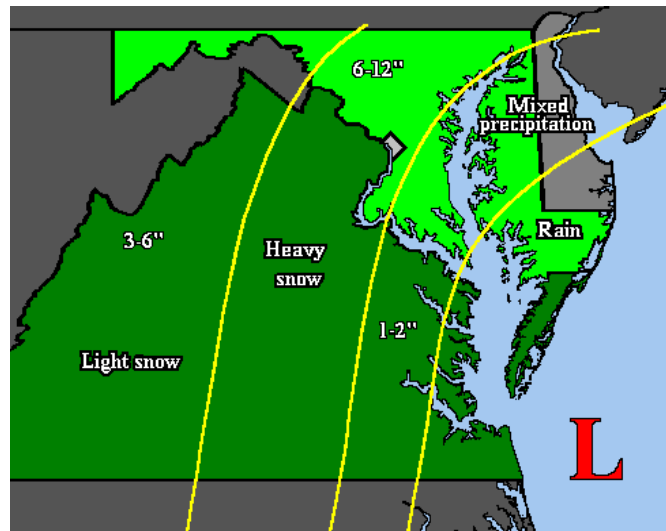 6-12"
Mixed
precipitation
Rain
3-6"
Heavy
snow
1-2"
Light snow
L